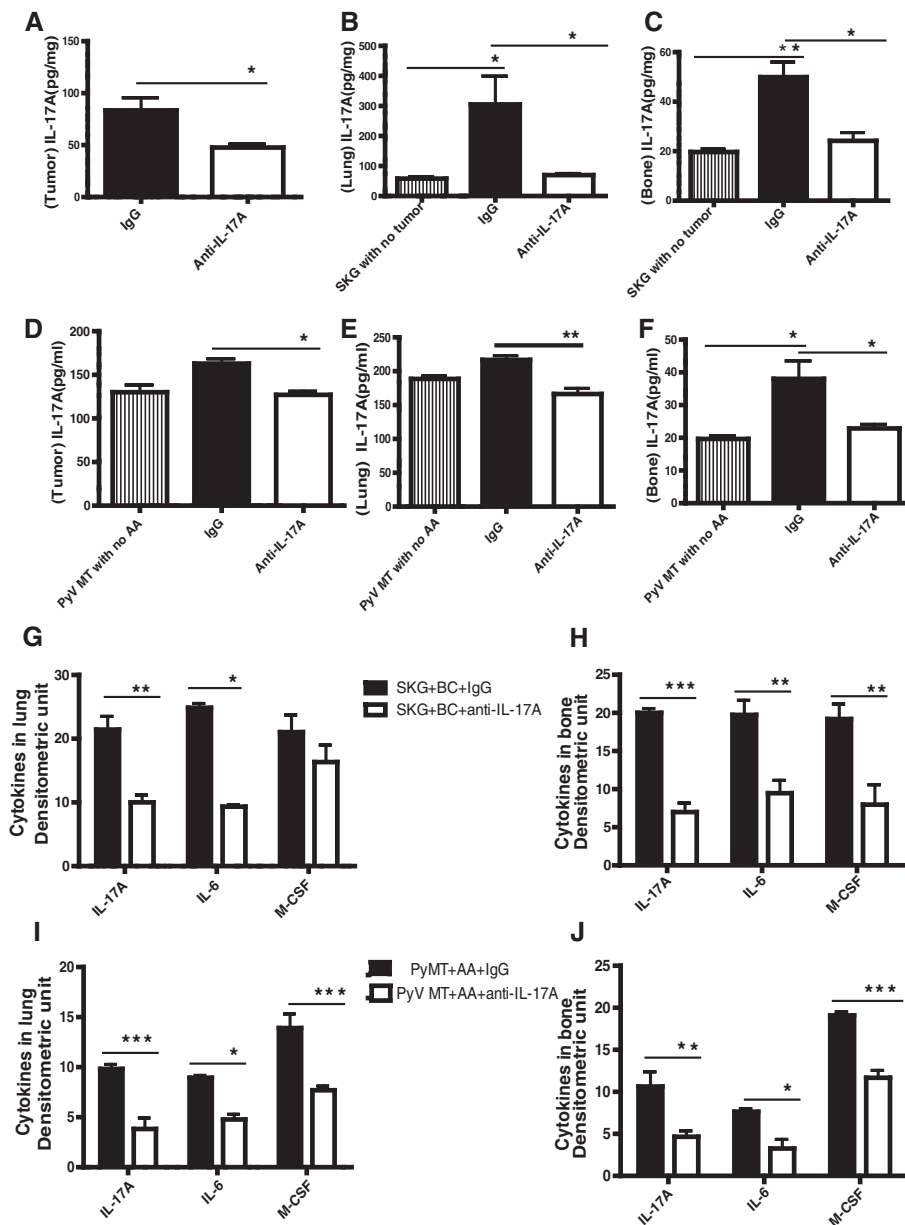 A
(Tumor) IL-17A(pg/mg)
150
100
50
0
*
IgG
Anti-IL-17A
B
(Lung) IL-17A(pg/mg)
500
400
300
200
100
0
*
*
SKG with no tumor
IgG
Anti-IL-17A
C
(Bone) IL-17A(pg/mg)
60
40
20
0
**
*
SKG with no tumor
IgG
Anti-IL-17A
D
(Tumor) IL-17A(pg/ml)
200
150
100
50
0
*
PyV MT with no AA
IgG
Anti-IL-17A
E
(Lung) IL-17A(pg/ml)
250
200
150
100
50
0
**
PyV MT with no AA
IgG
Anti-IL-17A
F
(Bone) IL-17A(pg/ml)
50
40
30
20
10
0
*
*
PyV MT with no AA
IgG
Anti-IL-17A
G
Cytokines in lung
Densitometric unit
30
20
10
0
**
*
IL-17A
IL-6
M-CSF
SKG+BC+IgG
SKG+BC+anti-IL-17A
H
Cytokines in bone
Densitometric unit
25
20
15
10
5
0
***
**
**
IL-17A
IL-6
M-CSF
I
Cytokines in lung
Densitometric unit
20
15
10
5
0
***
*
***
IL-17A
IL-6
M-CSF
PyMT+AA+IgG
PyV MT+AA+anti-IL-17A
J
Cytokines in bone
Densitometric unit
25
20
15
10
5
0
**
*
***
IL-17A
IL-6
M-CSF